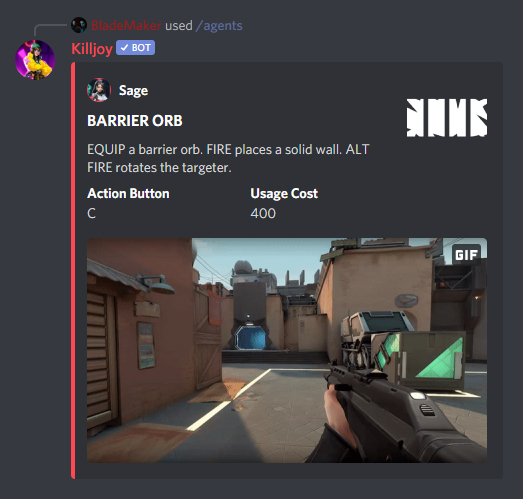 BladeMaker used /agents
Killjoy ✓ BOT
Sage
BARRIER ORB
EQUIP a barrier orb. FIRE places a solid wall. ALT
FIRE rotates the targeter.
Action Button Usage Cost
C 400
GIF